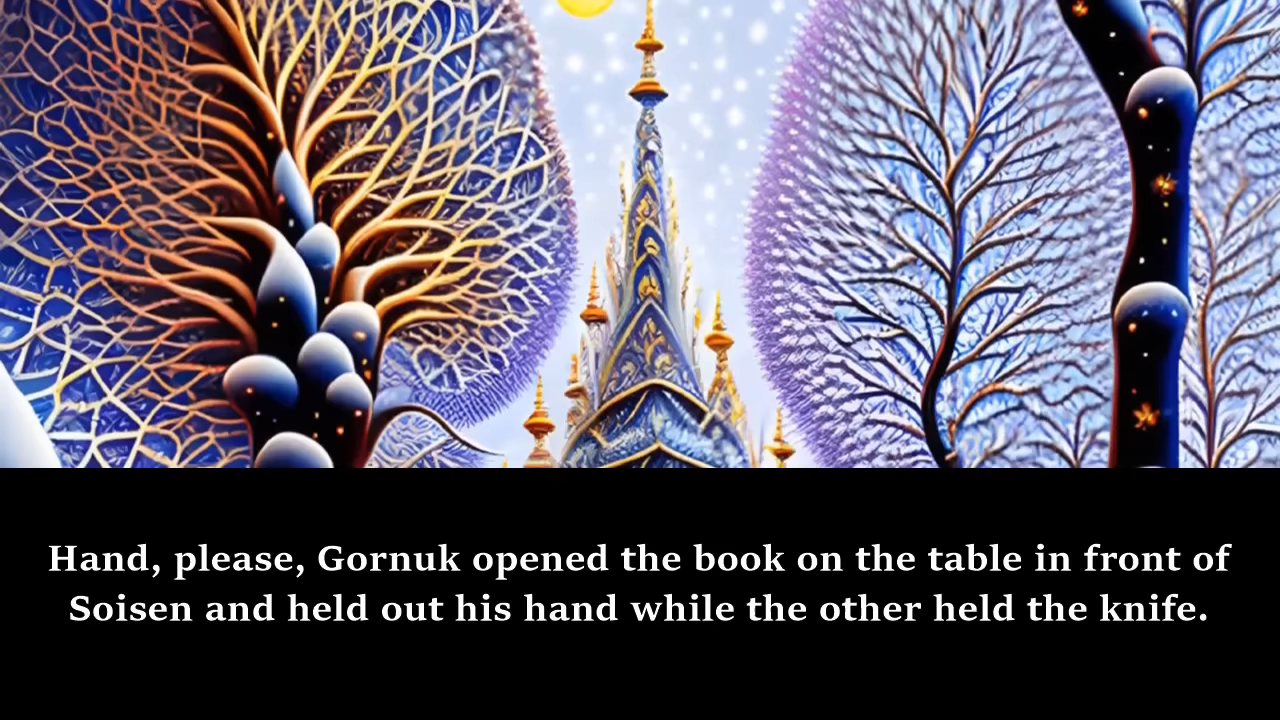 Hand, please, Gornuk opened the book on the table in front of
Soisen and held out his hand while the other held the knife.